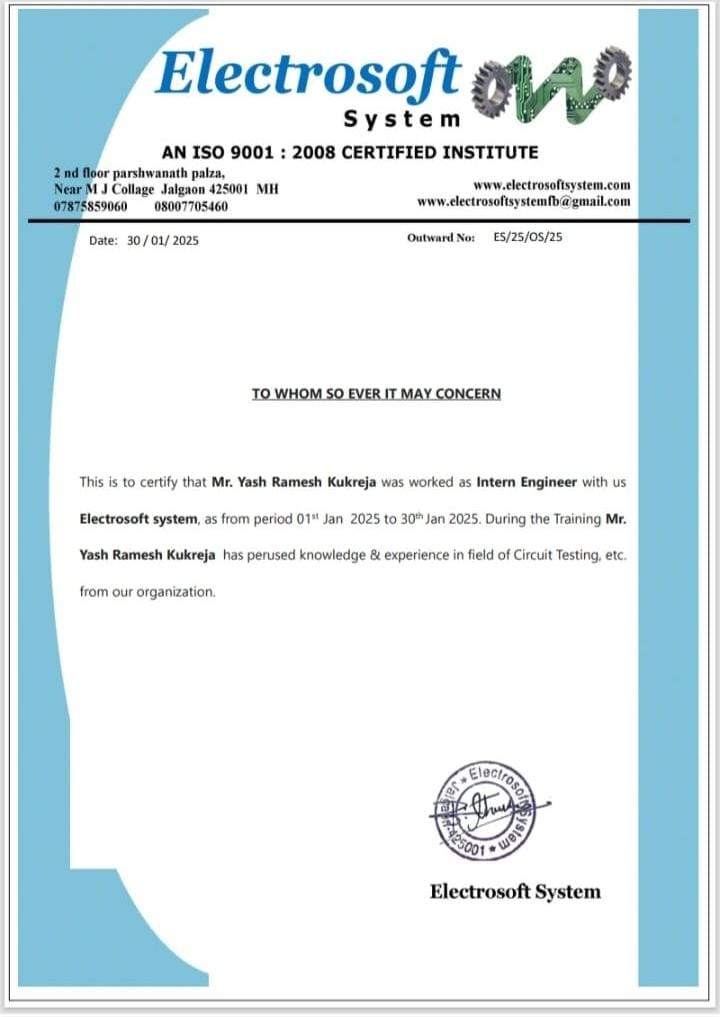 Electrosoft
System
AN ISO 9001 : 2008 CERTIFIED INSTITUTE
2 nd floor parshwanath palza,
Near M J Collage Jalgaon 425001 MH
07875859060 08007705460
www.electrosoftsystem.com
www.electrosoftsystemfb@gmail.com
Date: 30 / 01/ 2025
Outward No: ES/25/OS/25
TO WHOM SO EVER IT MAY CONCERN
This is to certify that Mr. Yash Ramesh Kukreja was worked as Intern Engineer with us
Electrosoft system, as from period 01st Jan 2025 to 30th Jan 2025. During the Training Mr.
Yash Ramesh Kukreja has perused knowledge & experience in field of Circuit Testing, etc.
from our organization.
Electrosoft System
425001
Electrosoft System